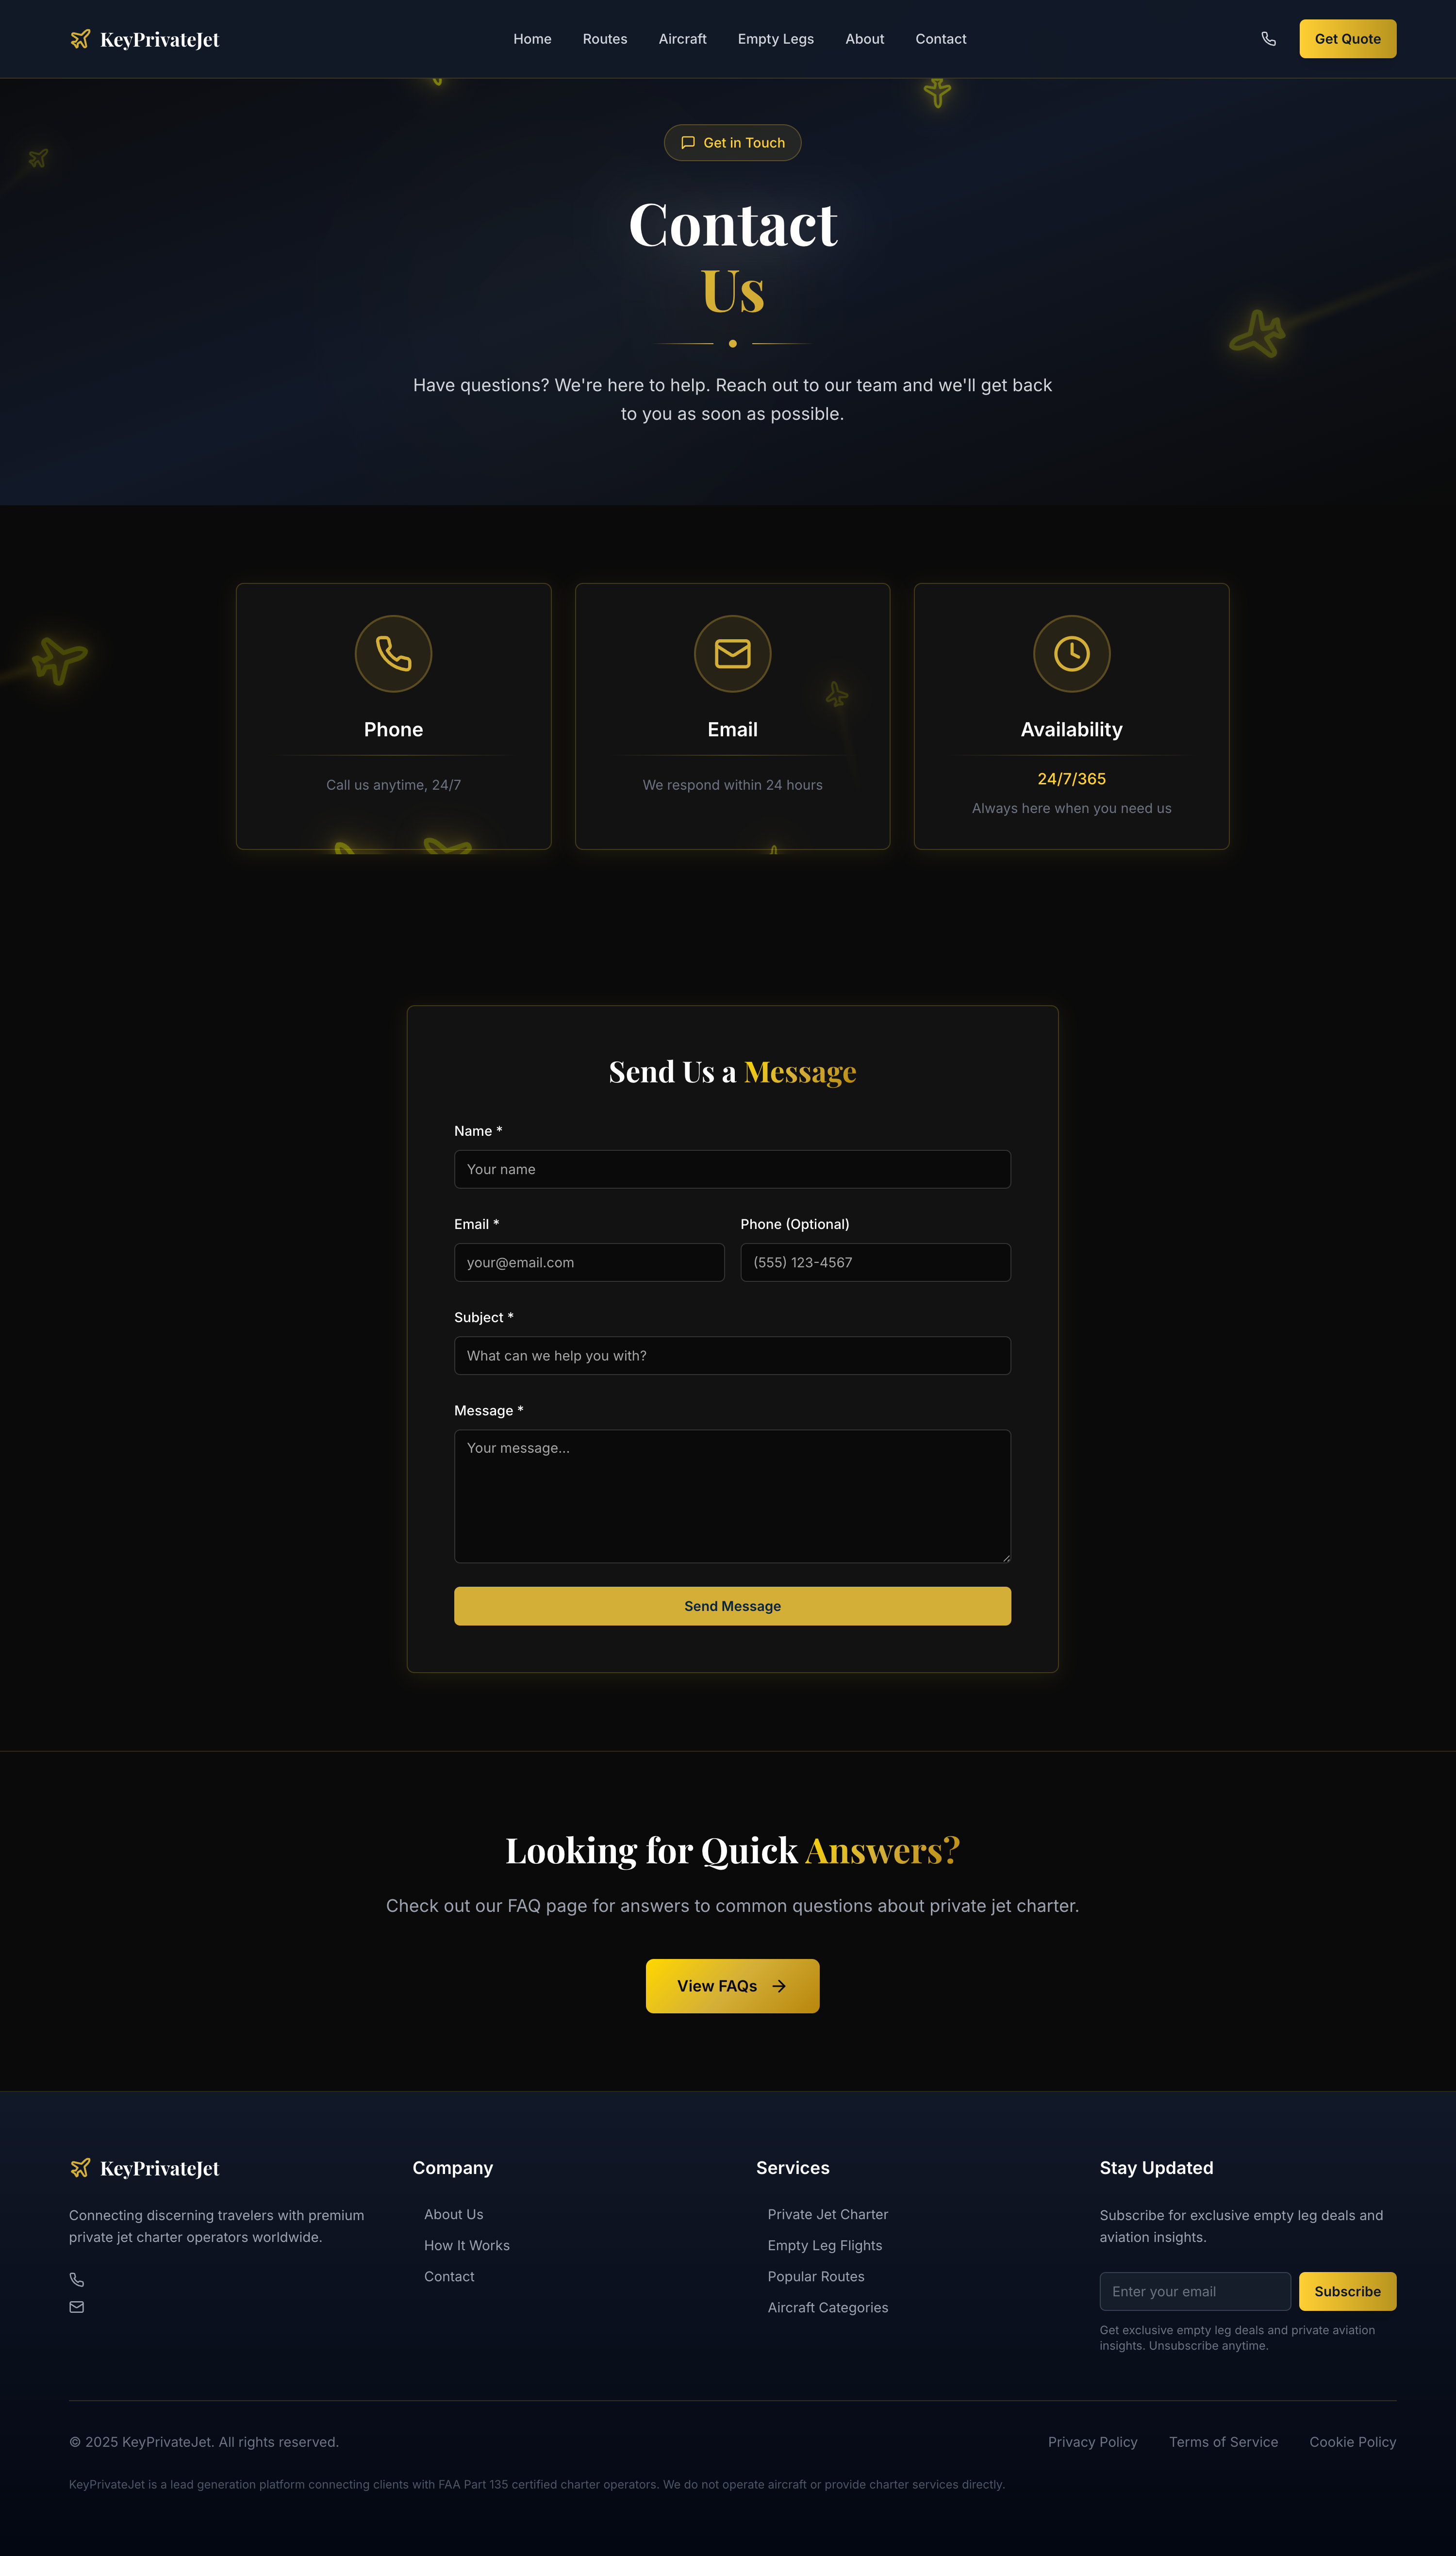 KeyPrivateJet
Home
Routes
Aircraft
Empty Legs
About
Contact
Get Quote
Get in Touch
Contact
Us
Have questions? We're here to help. Reach out to our team and we'll get back
to you as soon as possible.
Phone
Call us anytime, 24/7
Email
We respond within 24 hours
Availability
24/7/365
Always here when you need us
Send Us a Message
Name *
Your name
Email *
your@email.com
Phone (Optional)
(555) 123-4567
Subject *
What can we help you with?
Message *
Your message...
Send Message
Looking for Quick Answers?
Check out our FAQ page for answers to common questions about private jet charter.
View FAQs
KeyPrivateJet
Connecting discerning travelers with premium
private jet charter operators worldwide.
Company
About Us
How It Works
Contact
Services
Private Jet Charter
Empty Leg Flights
Popular Routes
Aircraft Categories
Stay Updated
Subscribe for exclusive empty leg deals and
aviation insights.
Enter your email
Subscribe
Get exclusive empty leg deals and private aviation
insights. Unsubscribe anytime.
© 2025 KeyPrivateJet. All rights reserved.
Privacy Policy
Terms of Service
Cookie Policy
KeyPrivateJet is a lead generation platform connecting clients with FAA Part 135 certified charter operators. We do not operate aircraft or provide charter services directly.